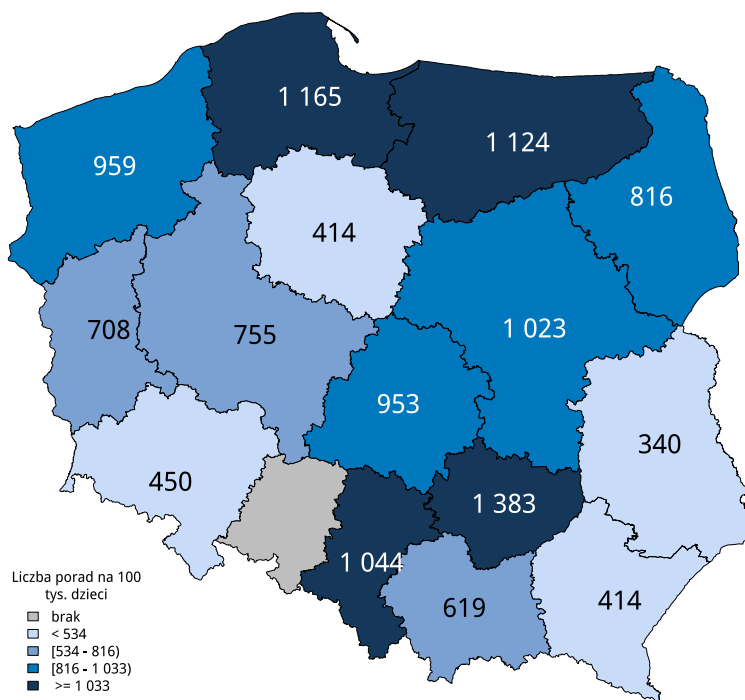 1 165
1 124
959
816
414
708
755
1 023
953
340
450
1 383
1 044
619
414
Liczba porad na 100
tys. dzieci
brak
< 534
[534 - 816)
[816 - 1 033)
>= 1 033